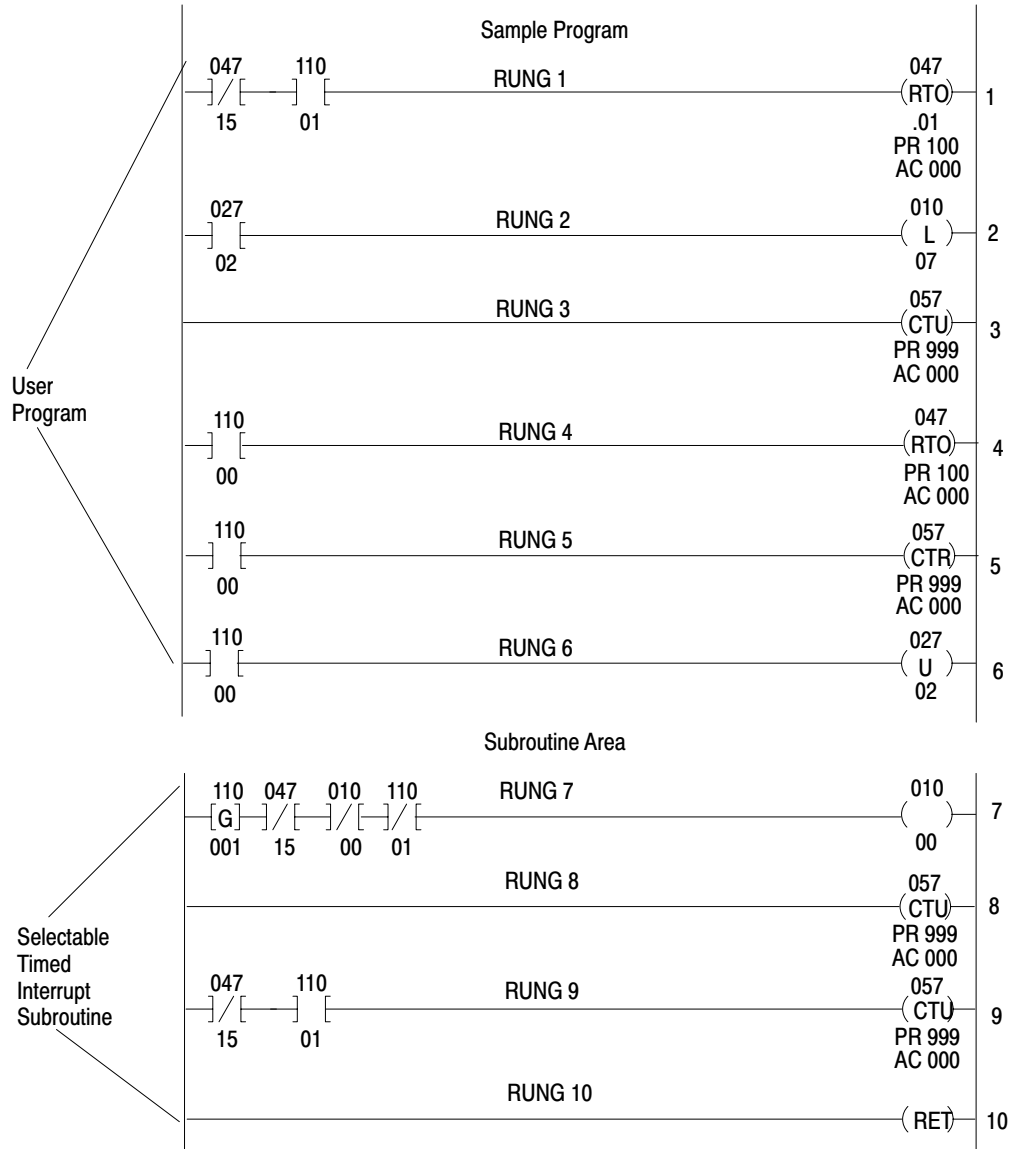 Sample Program
047 110 RUNG 1 047
(RTO) 1
15 01 .01
PR 100
AC 000
027 RUNG 2 010
L 2
02 07
RUNG 3 057
(CTU) 3
PR 999
AC 000
User
Program
110 RUNG 4 047
(RTO) 4
00 PR 100
AC 000
110 RUNG 5 057
(CTR) 5
00 PR 999
AC 000
110 RUNG 6 027
U 6
00 02
Subroutine Area
110 047 010 110 RUNG 7 010
G 7
001 15 00 01 00
RUNG 8 057
(CTU) 8
PR 999
AC 000
Selectable
Timed
Interrupt
Subroutine
047 110 RUNG 9 057
(CTU) 9
15 01 PR 999
AC 000
RUNG 10
(RET) 10